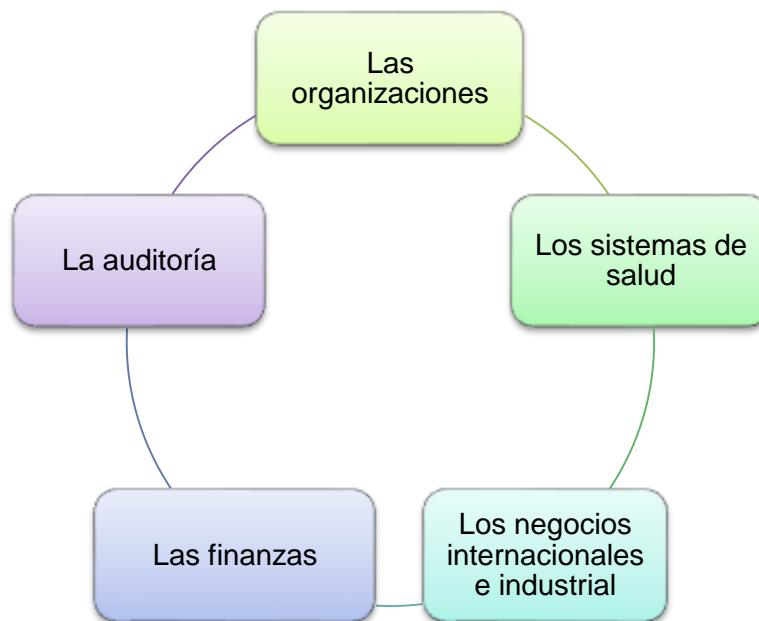 Las
organizaciones
Los sistemas de
salud
Los negocios
internacionales
e industrial
Las finanzas
La auditoría